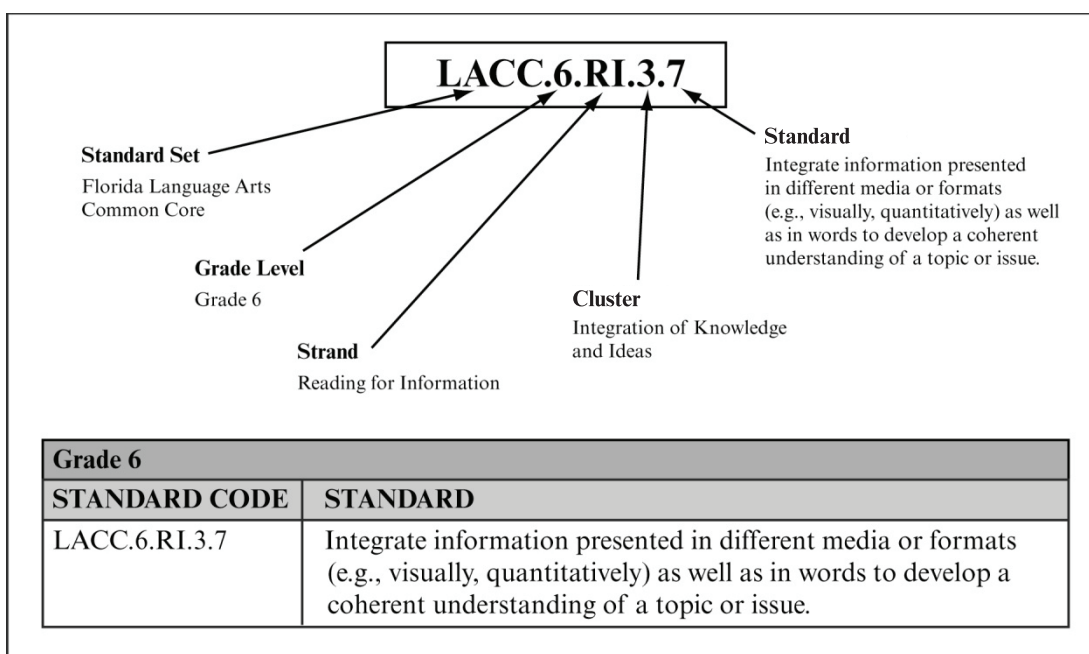 LACC.6.RI.3.7
Standard Set
Florida Language Arts
Common Core
Grade Level
Grade 6
Strand
Reading for Information
Cluster
Integration of Knowledge
and Ideas
Standard
Integrate information presented
in different media or formats
(e.g., visually, quantitatively) as well
as in words to develop a coherent
understanding of a topic or issue.
Grade 6
STANDARD CODE STANDARD
LACC.6.RI.3.7 Integrate information presented in different media or formats
(e.g., visually, quantitatively) as well as in words to develop a
coherent understanding of a topic or issue.